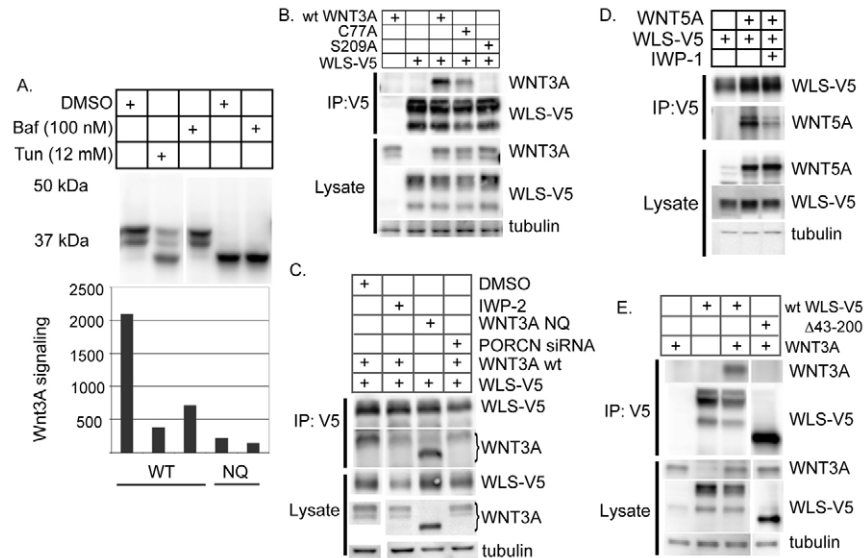 A.
DMSO + +
Baf (100 nM) + +
Tun (12 mM) +
50 kDa
37 kDa
Wnt3A signaling
2500
2000
1500
1000
500
WT NQ
B.
wt WNT3A + +
C77A +
S209A +
WLS-V5 + + + +
IP:V5
WNT3A
WLS-V5
Lysate
WNT3A
WLS-V5
tubulin
C.
+ DMSO
+ IWP-2
+ WNT3A NQ
+ PORCN siRNA
+ + + WNT3A wt
+ + + + WLS-V5
IP: V5
WLS-V5
WNT3A
Lysate
WLS-V5
WNT3A
tubulin
D.
WNT5A + +
WLS-V5 + + +
IWP-1 +
IP:V5
WLS-V5
WNT5A
Lysate
WNT5A
WLS-V5
tubulin
E.
+ + wt WLS-V5
+ Δ43-200
+ + + WNT3A
IP: V5
WNT3A
WLS-V5
Lysate
WNT3A
WLS-V5
tubulin